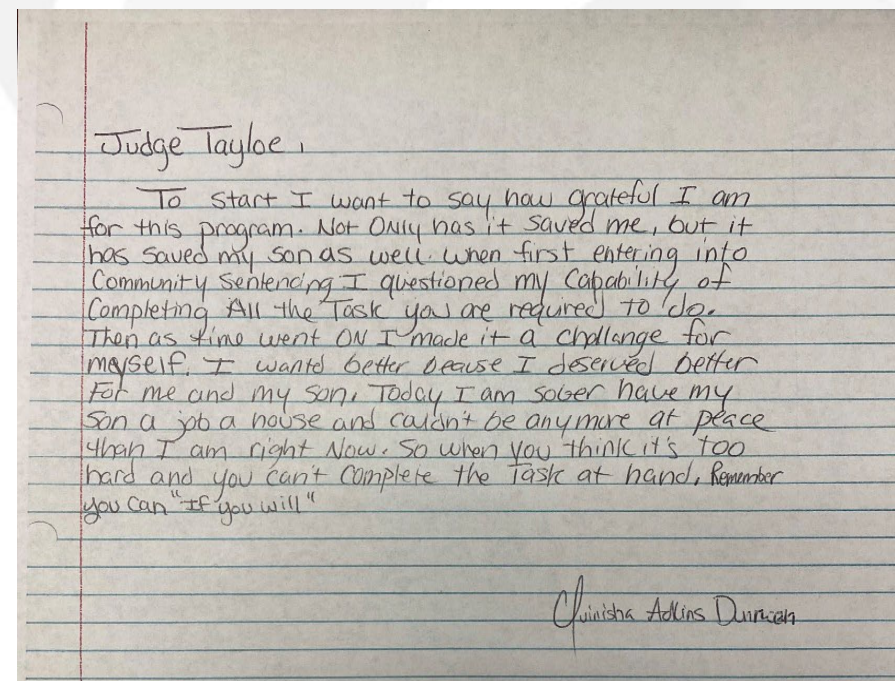 Judge Tayloe,
To start I want to say how grateful I am
for this program. Not Only has it saved me, but it
has saved my son as well. When first entering into
Community Sentencing I questioned my Capability of
Completing All the Task you are required to do.
Then as time went ON I made it a challange for
meyself. I wantd better beause I deserved better
For me and my son. Today I am sober have my
Son a job a house and couldn't be anymore at peace
than I am right Now. So when you think it's too
hard and you can't complete the Task at hand, Remember
you can "If you will"
Quinisha Adkins Duncan